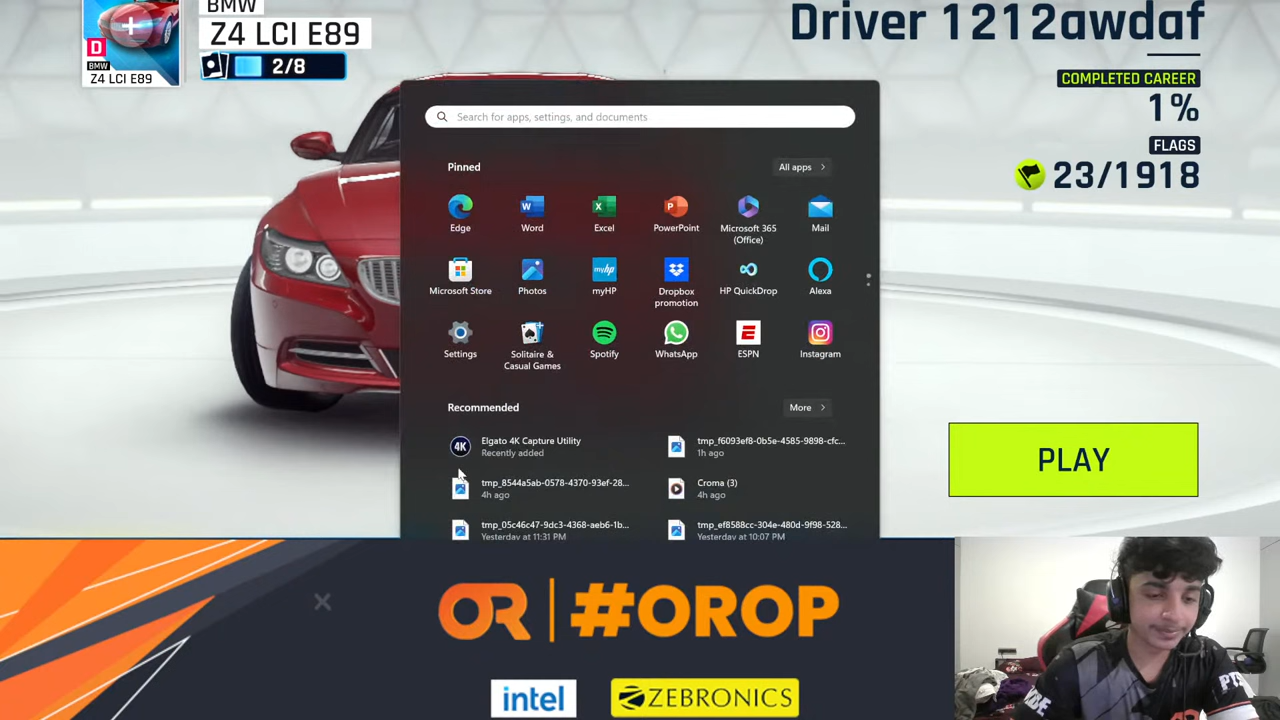 BMW
Z4 LCI E89
D
BMW
Z4 LCI E89
2/8
Driver 1212awdaf
COMPLETED CAREER
1%
FLAGS
23/1918
Search for apps, settings, and documents
Pinned
All apps
Edge
Word
Excel
PowerPoint
Microsoft 365
(Office)
Mail
Microsoft Store
Photos
myHP
Dropbox
promotion
HP QuickDrop
Alexa
Settings
Solitaire &
Casual Games
Spotify
WhatsApp
ESPN
Instagram
Recommended
More
4K
Elgato 4K Capture Utility
Recently added
tmp_f6093ef8-0b5e-4585-9898-cfc...
1h ago
tmp_8544a5ab-0578-4370-93ef-28...
4h ago
Croma (3)
4h ago
tmp_05c46c47-9dc3-4368-aeb6-1b...
Yesterday at 11:31 PM
tmp_ef8588cc-304e-480d-9f98-528...
Yesterday at 10:07 PM
PLAY
OR #OROP
intel
ZEBRONICS